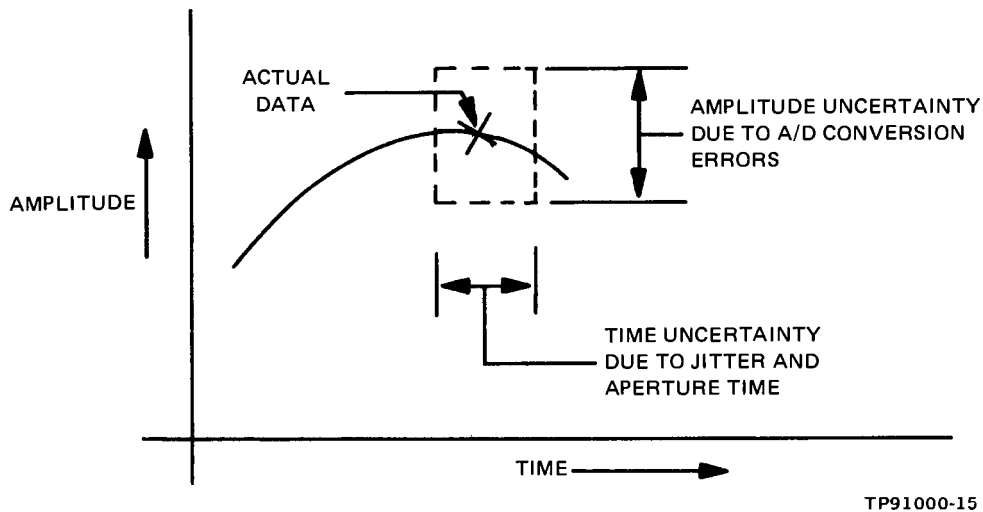 ACTUAL
DATA
AMPLITUDE UNCERTAINTY
DUE TO A/D CONVERSION
ERRORS
AMPLITUDE
TIME UNCERTAINTY
DUE TO JITTER AND
APERTURE TIME
TIME
TP91000-15